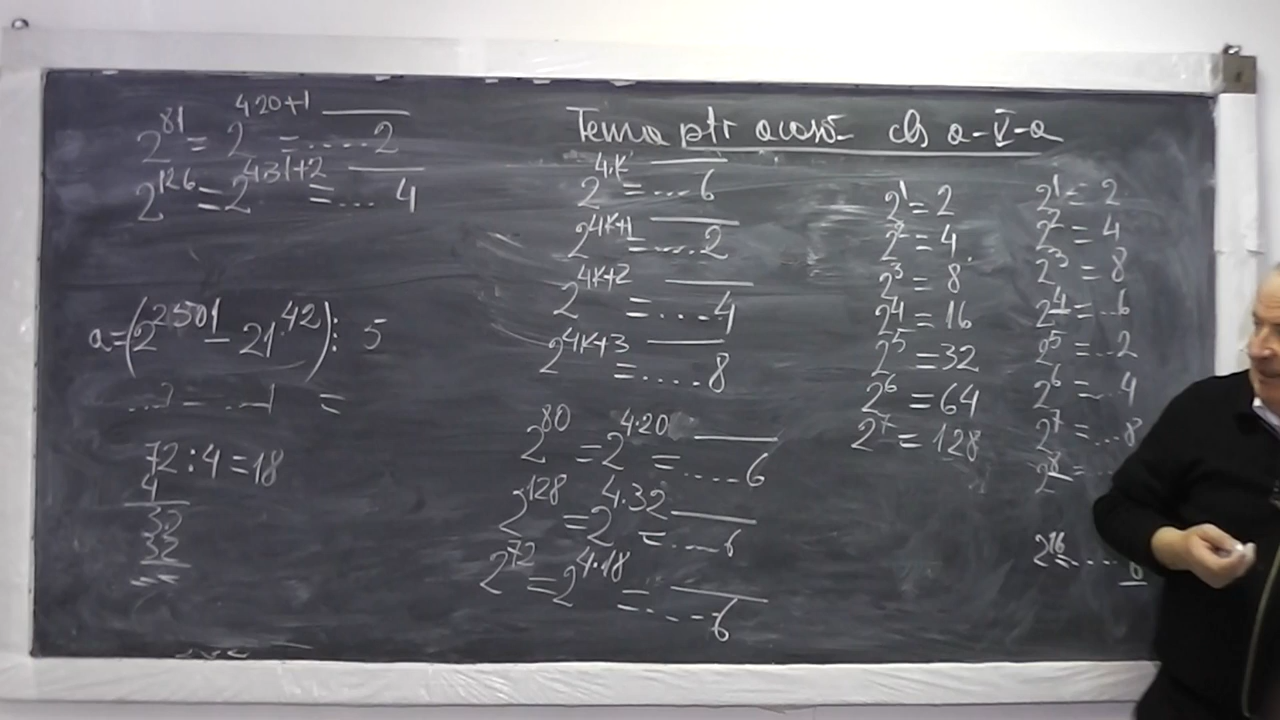 2^81 = 2^(4·20+1) = .....2
2^126 = 2^(4·31+2) = ... 4
a=(2^2501 - 21^42) ⋮ 5
72:4=18
4
32
32
Tema ptr acasă cls a-V-a
2^(4·k) = ...6
2^(4k+1) = ....2
2^(4k+2) = ....4
2^(4k+3) = ....8
2^80 = 2^(4·20) = ....6
2^128 = 2^(4·32) = ....6
2^72 = 2^(4·18) = ....6
2^1 = 2
2^2 = 4
2^3 = 8
2^4 = 16
2^5 = 32
2^6 = 64
2^7 = 128
2^1 = 2
2^2 = 4
2^3 = 8
2^4 = ..6
2^5 = ...2
2^6 = ...4
2^7 = ...8
2^8 = ...
2^16 = ....6